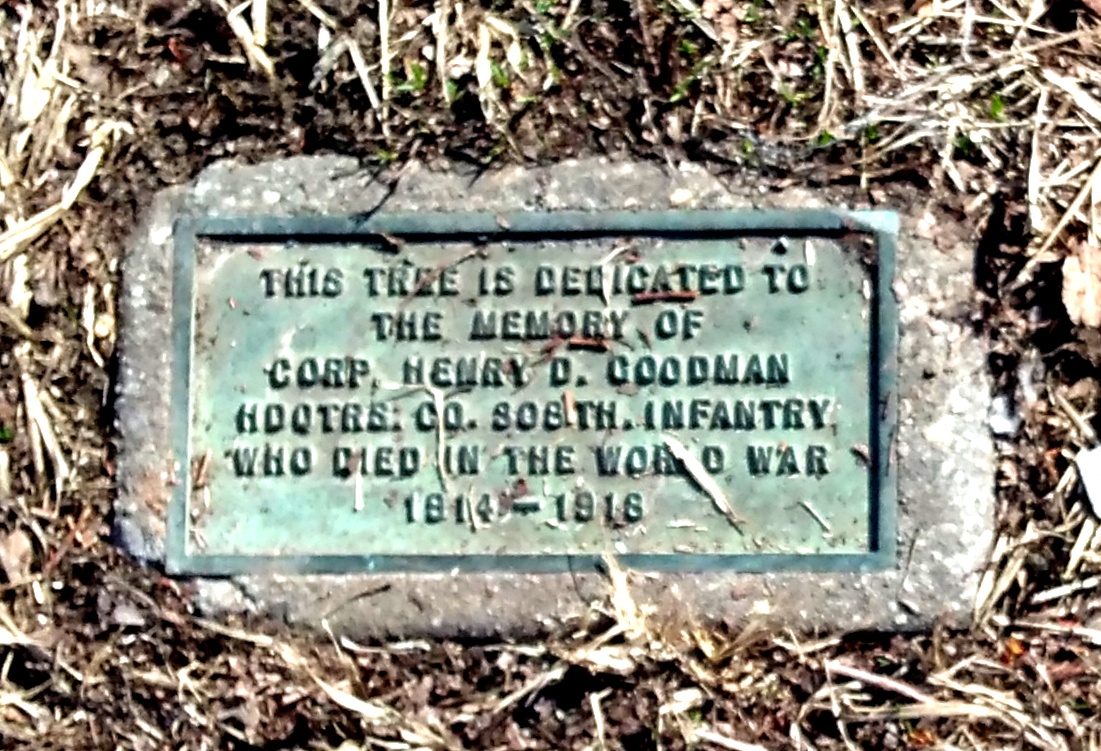 THIS TREE IS DEDICATED TO
THE MEMORY OF
CORP. HENRY D. GOODMAN
HDQTRS. CO. 308TH. INFANTRY
WHO DIED IN THE WORLD WAR
1914 - 1918